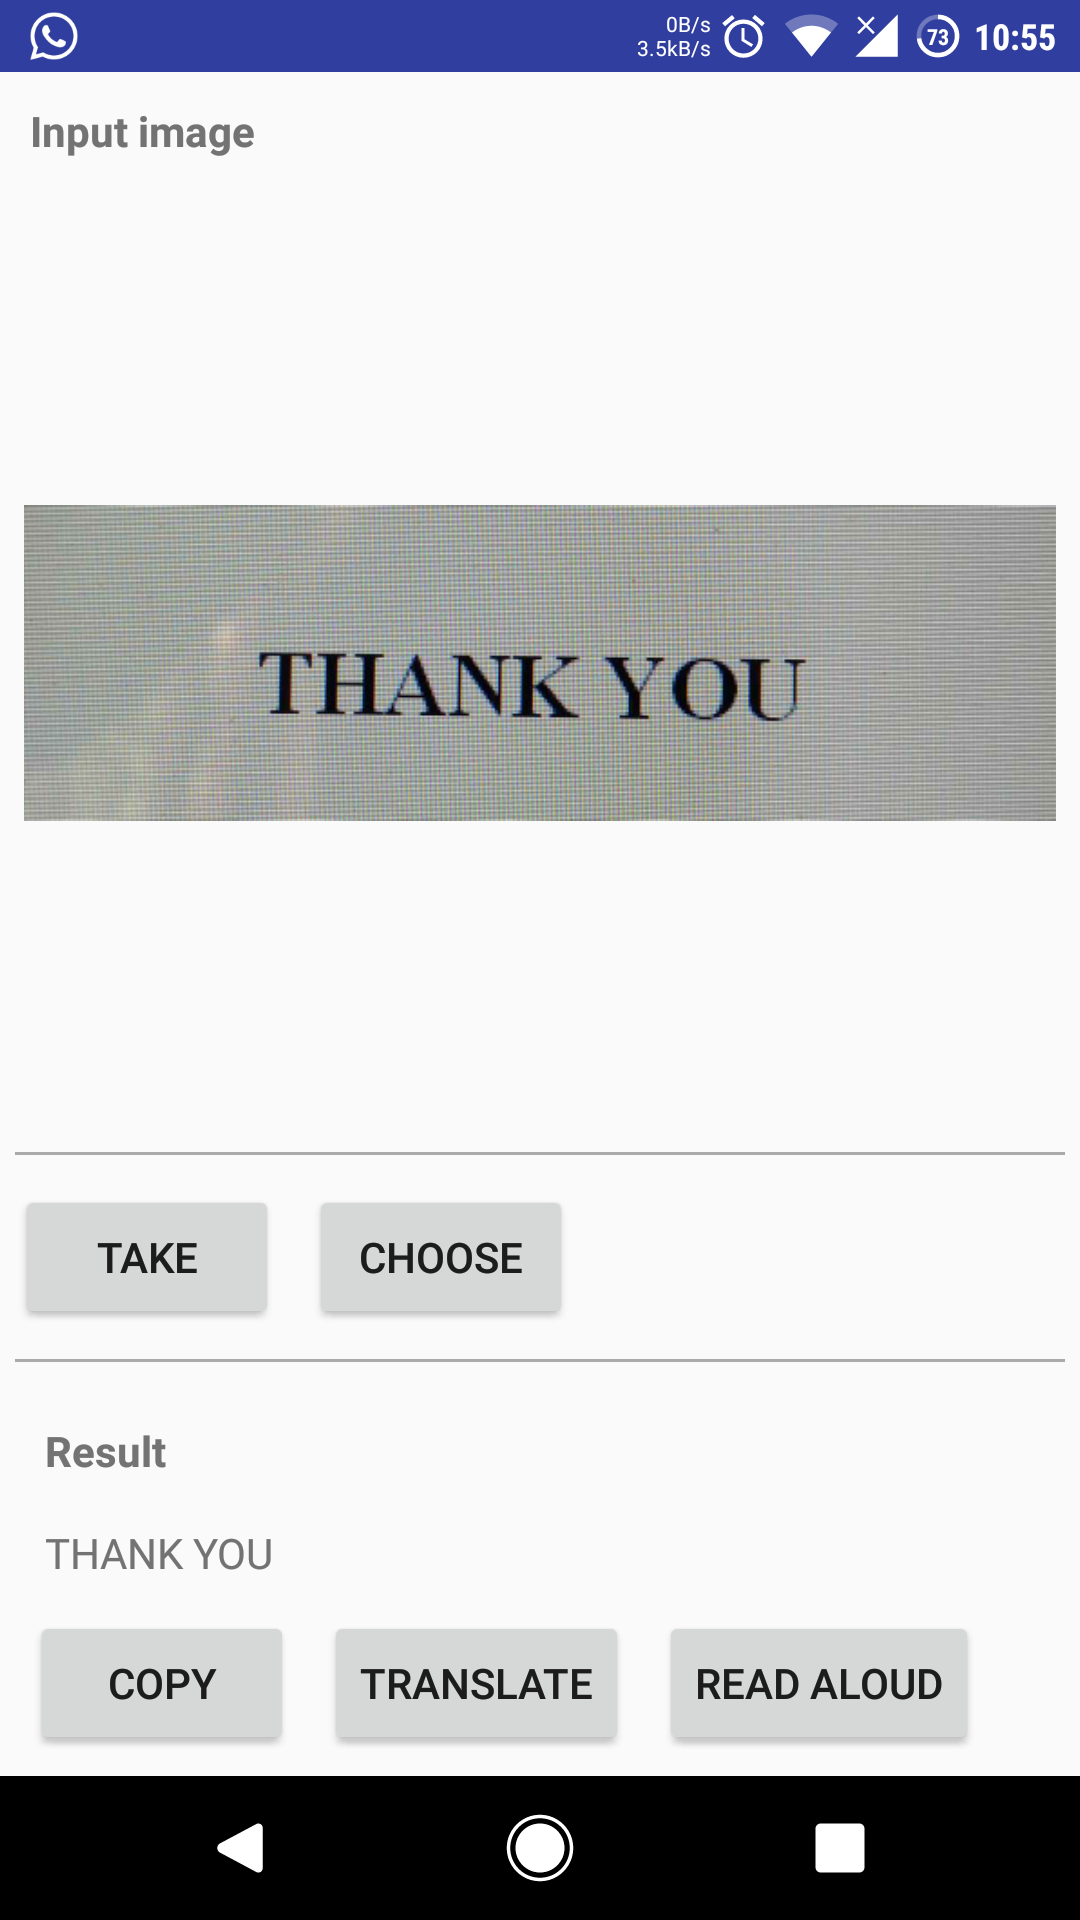 0B/s
3.5kB/s
73
10:55
Input image
THANK YOU
TAKE
CHOOSE
Result
THANK YOU
COPY
TRANSLATE
READ ALOUD